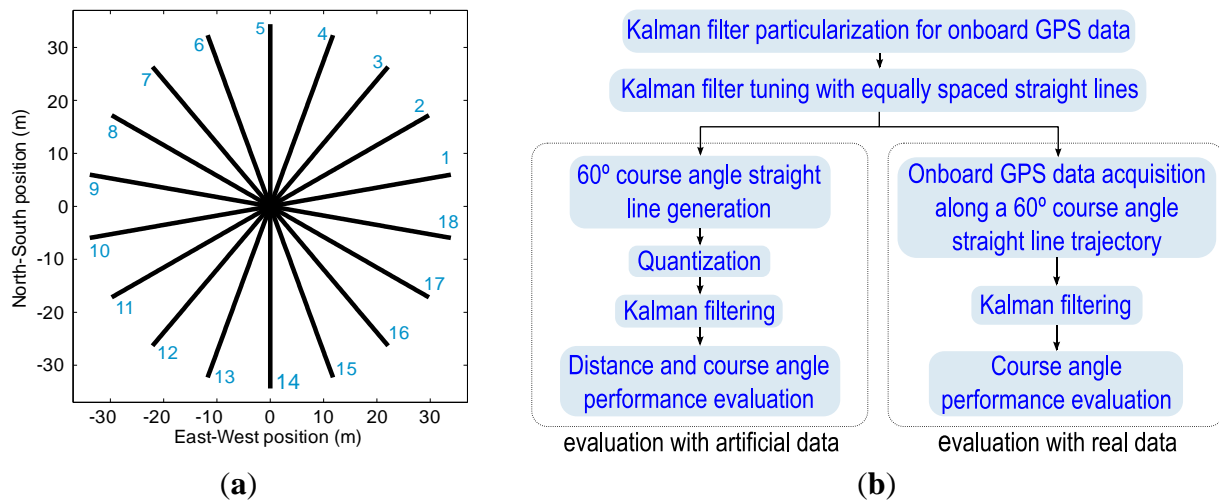 30
20
10
0
-10
-20
-30
North-South position (m)
-30
-20
-10
0
10
20
30
East-West position (m)
1
2
3
4
5
6
7
8
9
10
11
12
13
14
15
16
17
18
(a)
Kalman filter particularization for onboard GPS data
Kalman filter tuning with equally spaced straight lines
60º course angle straight
line generation
Quantization
Kalman filtering
Distance and course angle
performance evaluation
evaluation with artificial data
Onboard GPS data acquisition
along a 60º course angle
straight line trajectory
Kalman filtering
Course angle
performance evaluation
evaluation with real data
(b)